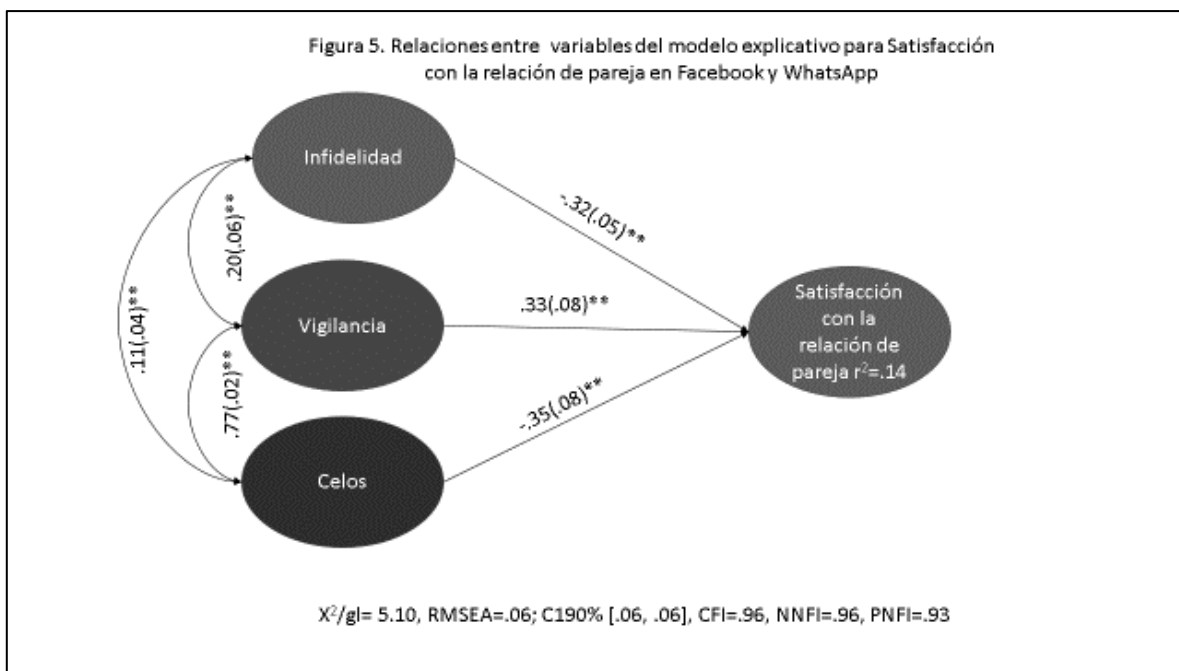 Figura 5. Relaciones entre variables del modelo explicativo para Satisfacción
con la relación de pareja en Facebook y WhatsApp
Infidelidad
-.32(.05)**
.20(.06)**
.11(.04)**
Vigilancia
.33(.08)**
Satisfacción
con la
relación de
pareja r²=.14
.77(.02)**
-.35(.08)**
Celos
X²/gl= 5.10, RMSEA=.06; C190% [.06, .06], CFI=.96, NNFI=.96, PNFI=.93